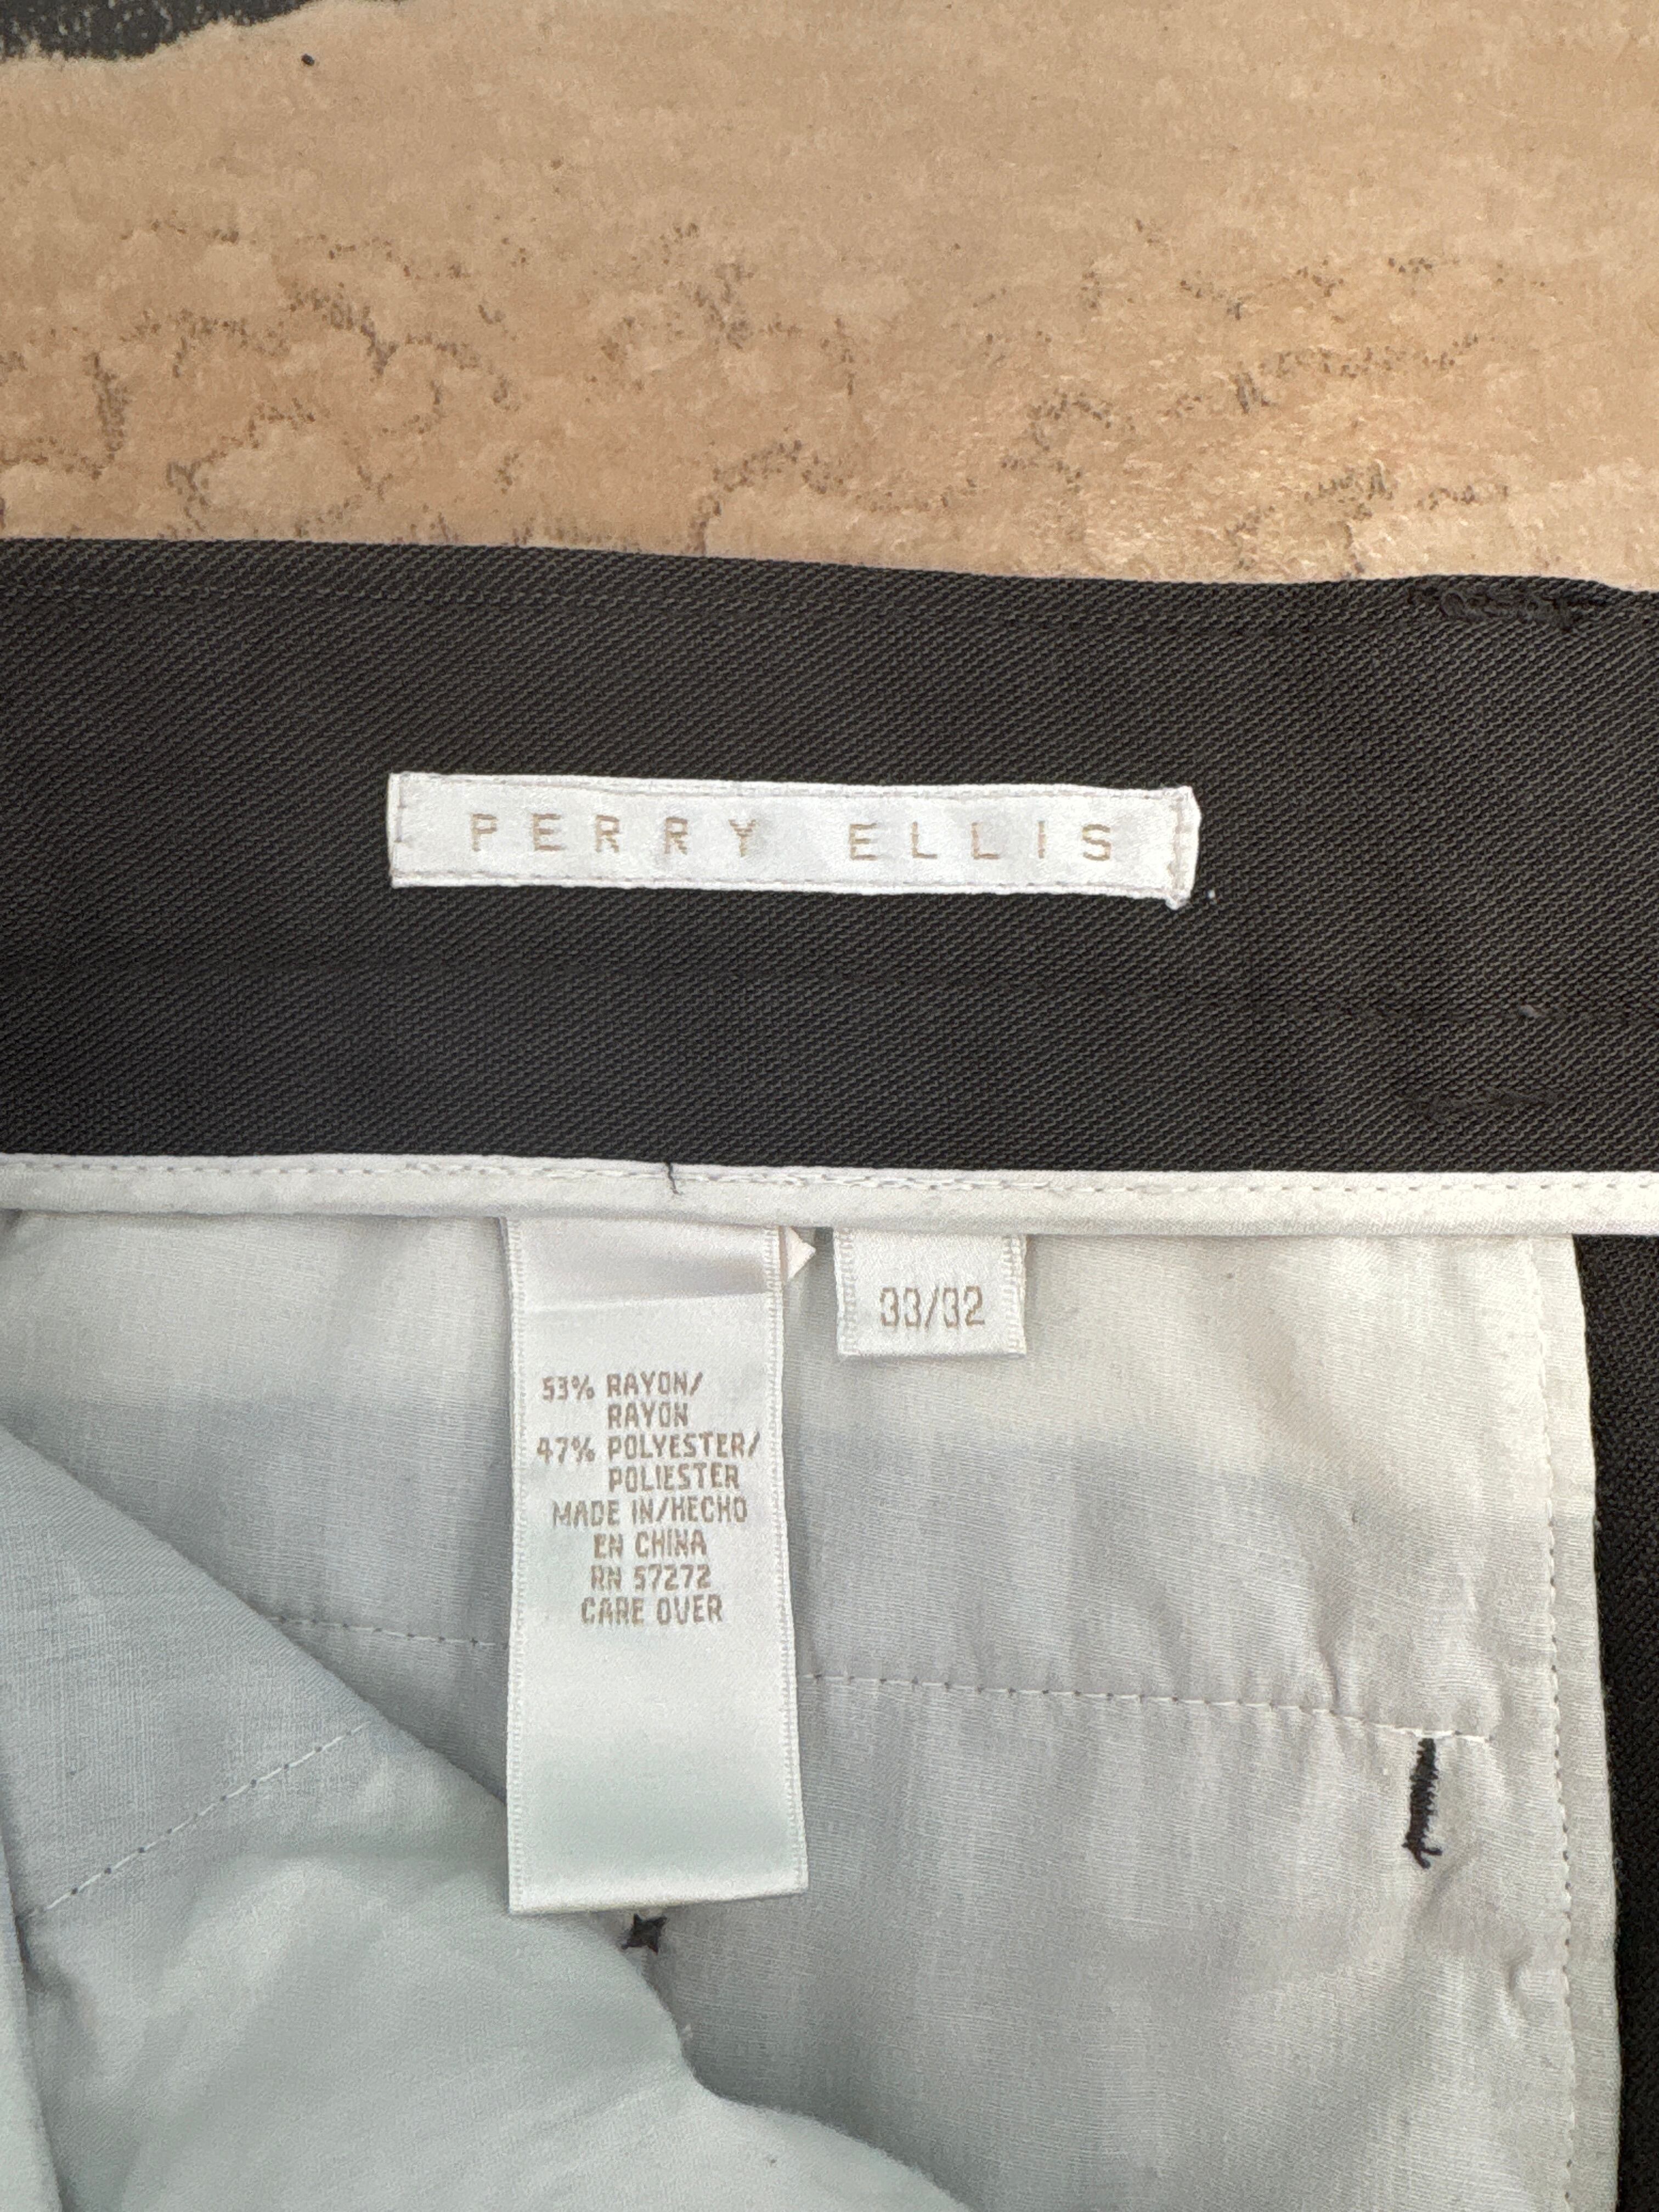 PERRY ELLIS
33/32
53% RAYON/
RAYON
47% POLYESTER/
POLIESTER
MADE IN/HECHO
EN CHINA
RN 57272
CARE OVER